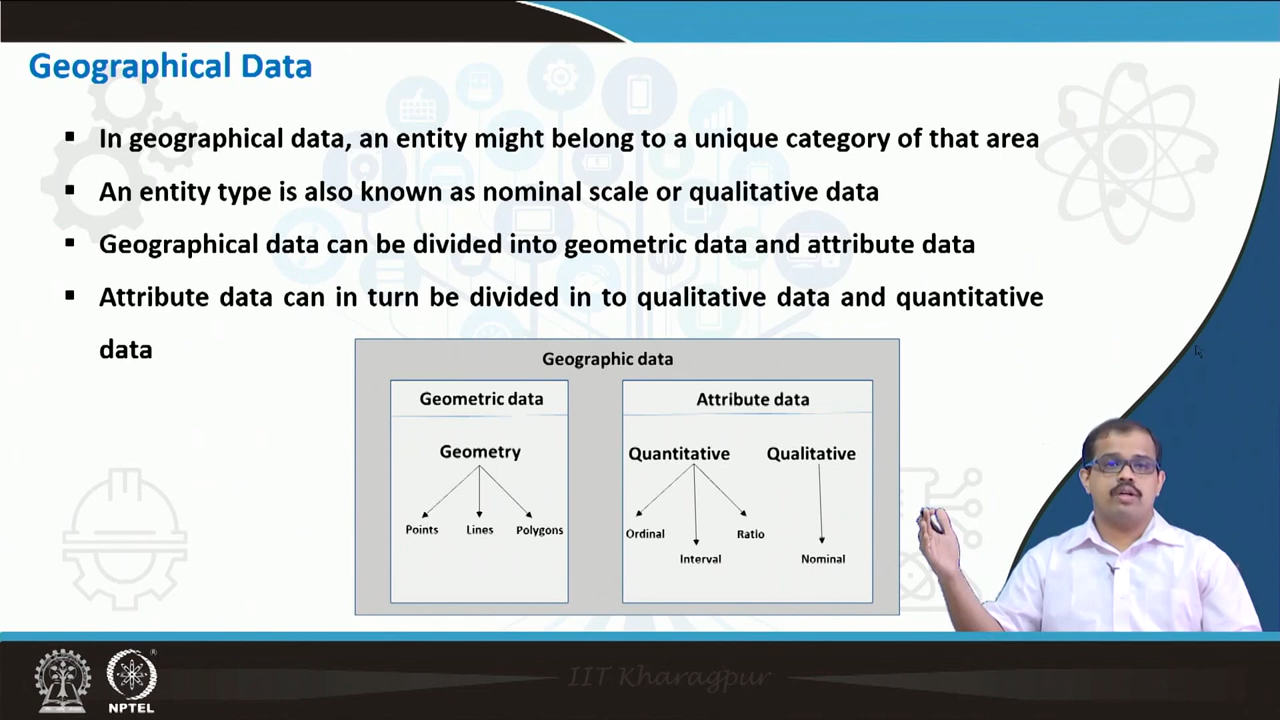 Geographical Data
▪ In geographical data, an entity might belong to a unique category of that area
▪ An entity type is also known as nominal scale or qualitative data
▪ Geographical data can be divided into geometric data and attribute data
▪ Attribute data can in turn be divided in to qualitative data and quantitative
data
Geographic data
Geometric data
Geometry
Points Lines Polygons
Attribute data
Quantitative Qualitative
Ordinal Ratio
Interval Nominal
IIT Kharagpur
®
NPTEL